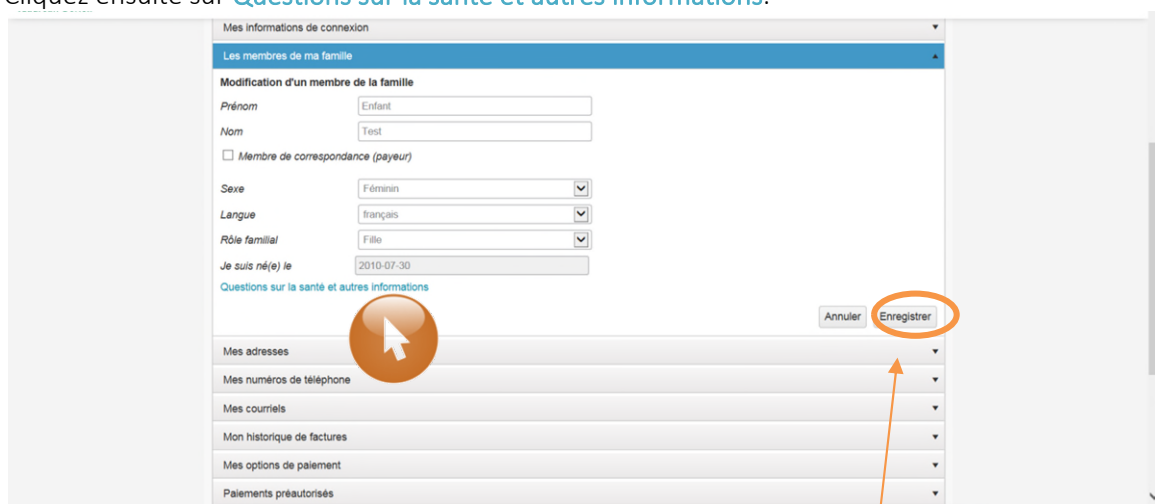 Cliquez ensuite sur Questions sur la santé et autres informations.
Mes informations de connexion
Les membres de ma famille
Modification d'un membre de la famille
Prénom Enfant
Nom Test
Membre de correspondance (payeur)
Sexe Féminin
Langue français
Rôle familial Fille
Je suis né(e) le 2010-07-30
Questions sur la santé et autres informations
Annuler Enregistrer
Mes adresses
Mes numéros de téléphone
Mes courriels
Mon historique de factures
Mes options de paiement
Paiements préautorisés